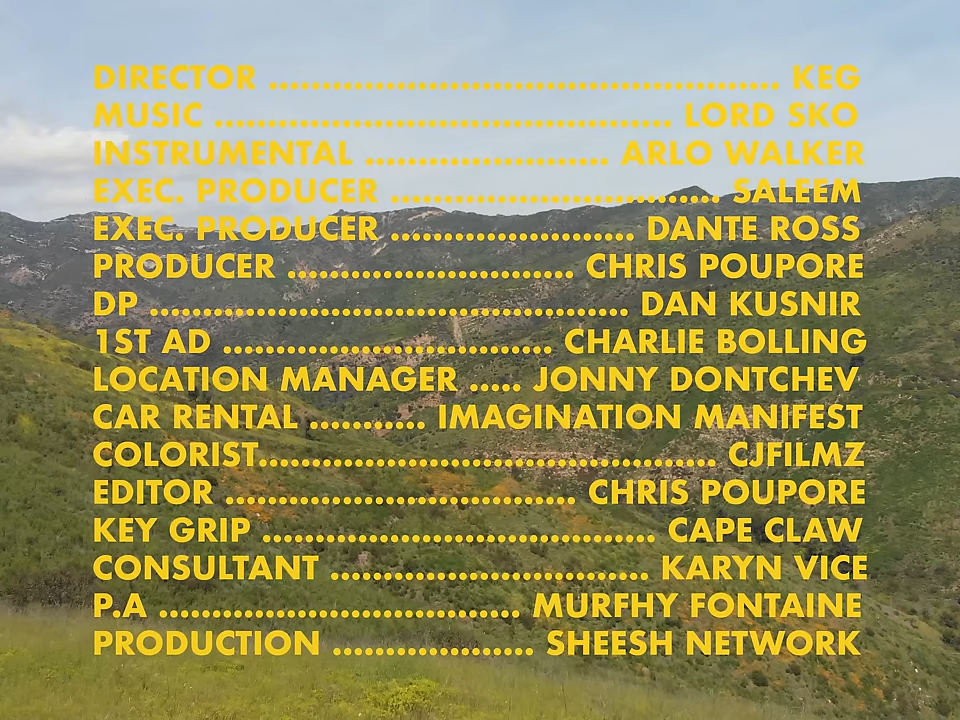 DIRECTOR ................................................ KEG
MUSIC ........................................... LORD SKO
INSTRUMENTAL ....................... ARLO WALKER
EXEC. PRODUCER ............................... SALEEM
EXEC. PRODUCER ....................... DANTE ROSS
PRODUCER ........................... CHRIS POUPORE
DP ............................................. DAN KUSNIR
1ST AD ............................... CHARLIE BOLLING
LOCATION MANAGER ..... JONNY DONTCHEV
CAR RENTAL ........... IMAGINATION MANIFEST
COLORIST........................................... CJFILMZ
EDITOR ................................. CHRIS POUPORE
KEY GRIP ..................................... CAPE CLAW
CONSULTANT .............................. KARYN VICE
P.A .................................. MURFHY FONTAINE
PRODUCTION ................... SHEESH NETWORK